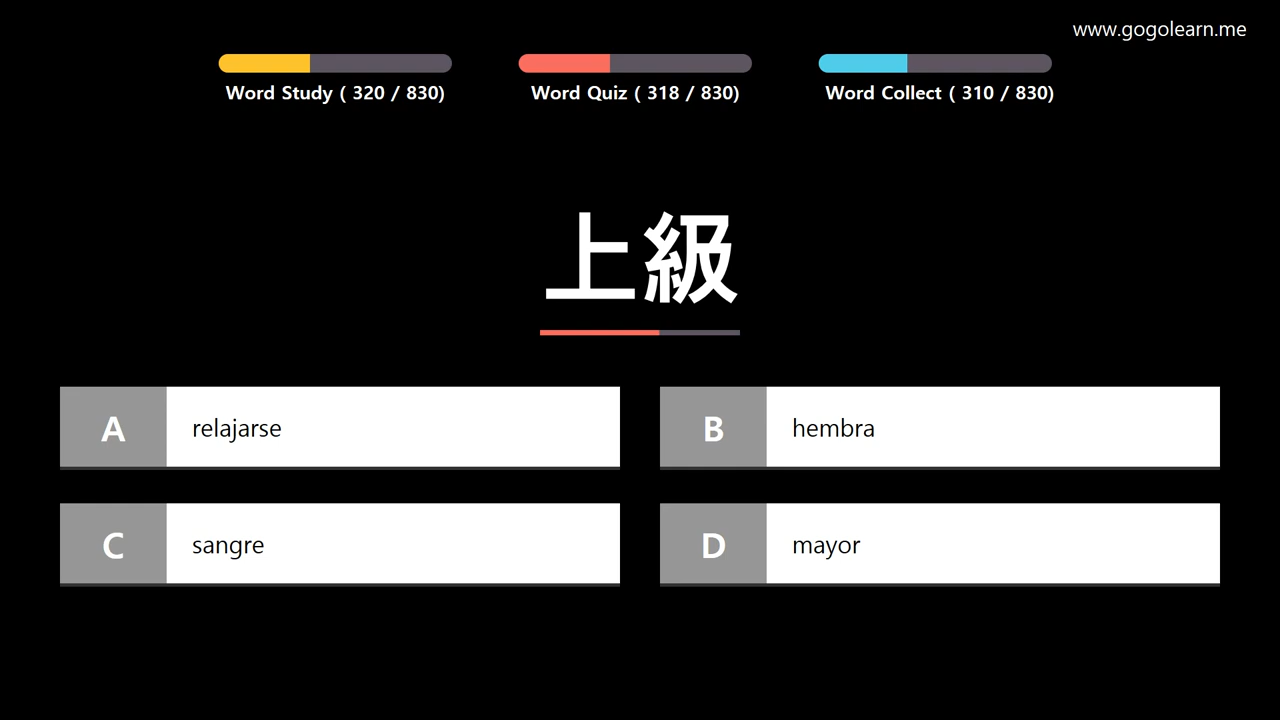 www.gogolearn.me
Word Study ( 320 / 830)
Word Quiz ( 318 / 830)
Word Collect ( 310 / 830)
上級
A relajarse
B hembra
C sangre
D mayor